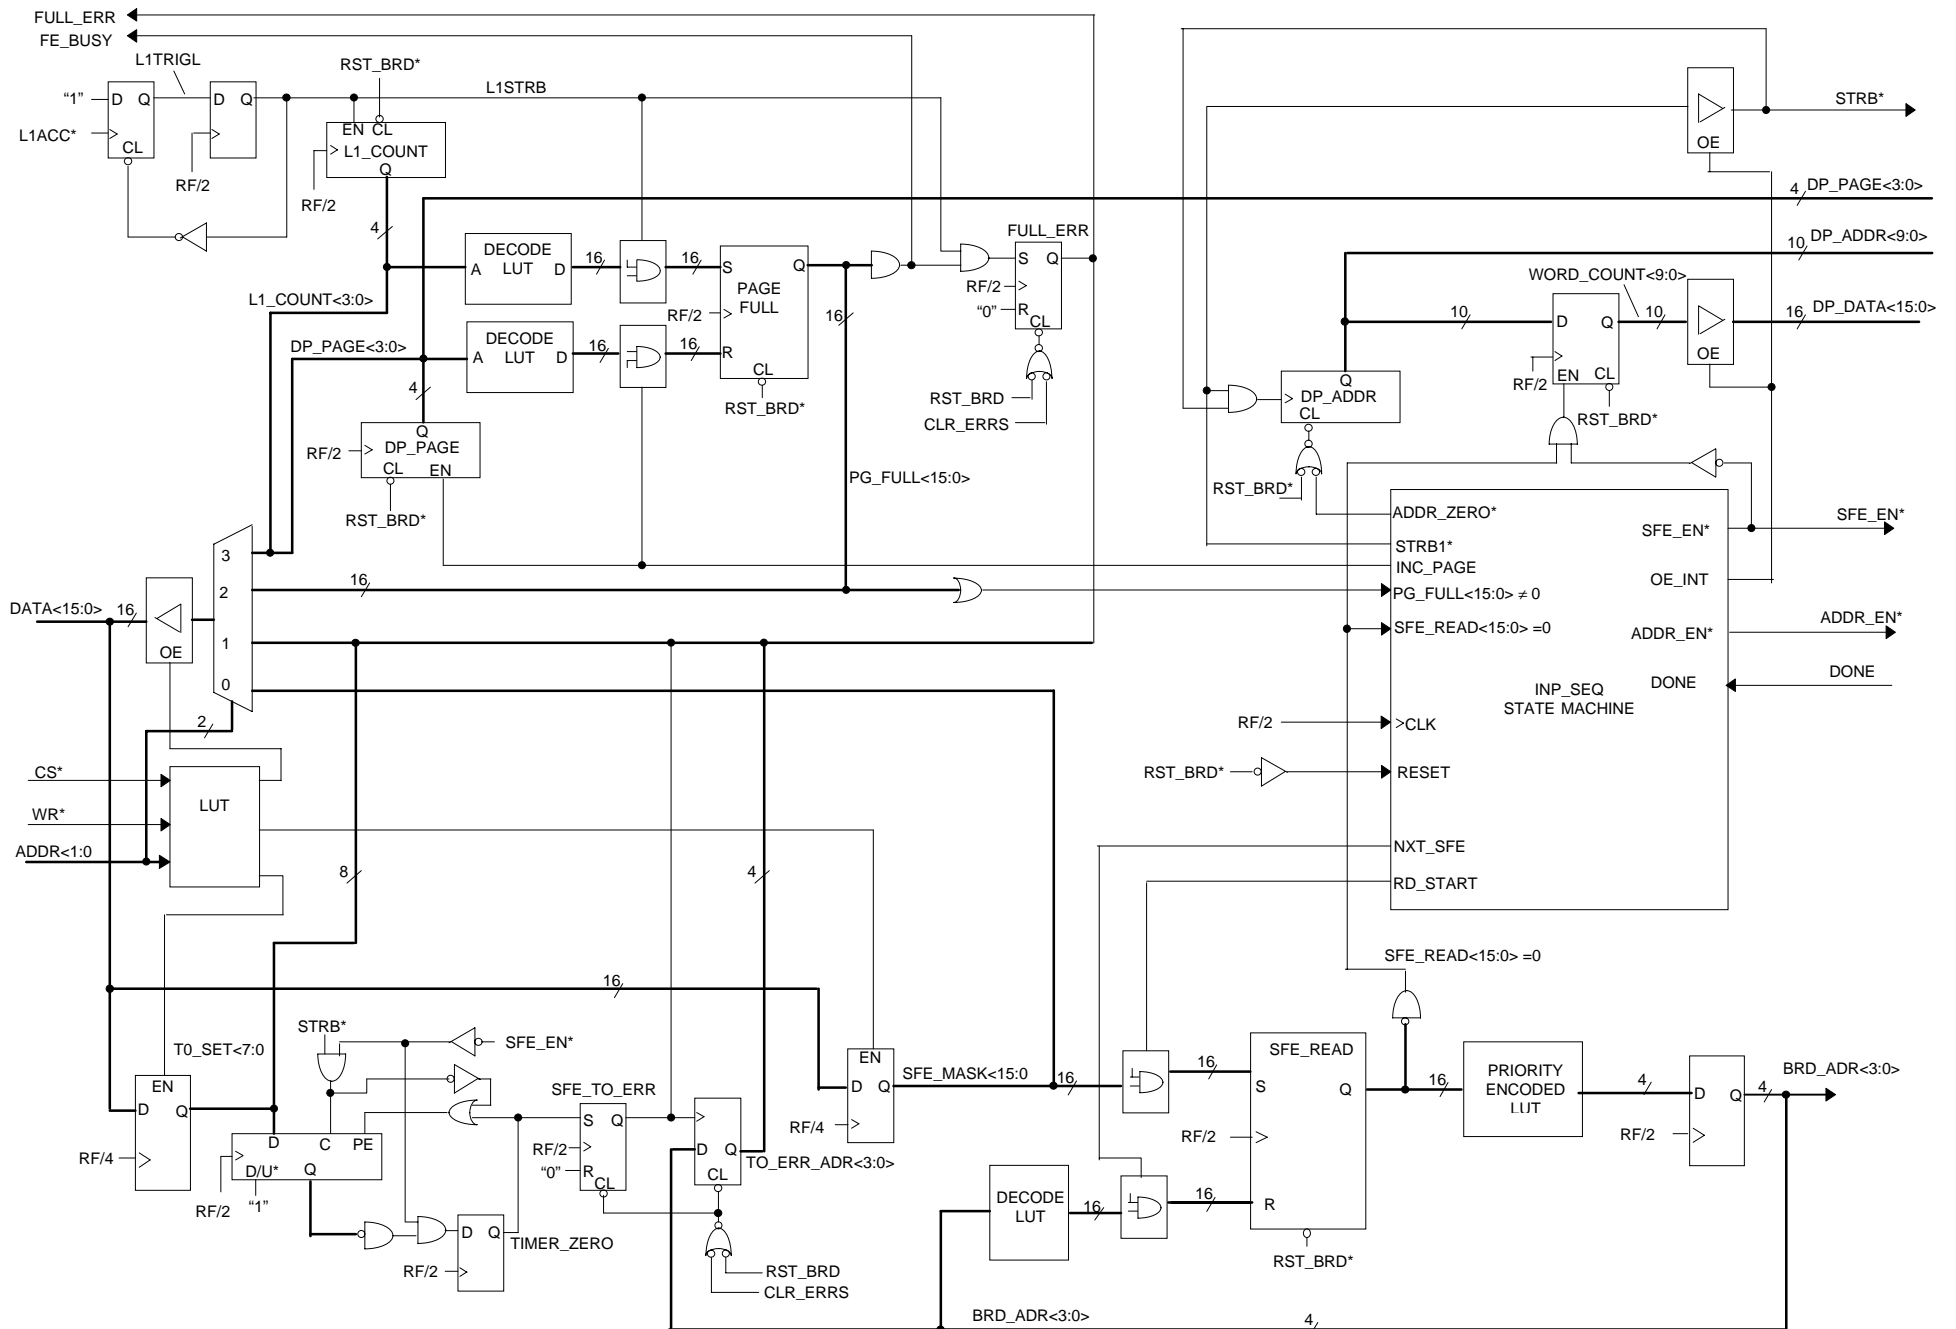 FULL_ERR
FE_BUSY
L1TRIGL
RST_BRD*
L1STRB
"1"
D Q
D Q
L1ACC*
CL
RF/2
EN CL
L1_COUNT
Q
RF/2
4
STRB*
OE
4 DP_PAGE<3:0>
10 DP_ADDR<9:0>
WORD_COUNT<9:0>
16 DP_DATA<15:0>
FULL_ERR
DECODE
LUT
A D
16
16
S Q
PAGE
FULL
RF/2
R
CL
RST_BRD*
S Q
RF/2
"0"
R
CL
RST_BRD
CLR_ERRS
L1_COUNT<3:0>
DP_PAGE<3:0>
DECODE
LUT
A D
16
16
16
4
Q
DP_PAGE
RF/2
CL EN
RST_BRD*
PG_FULL<15:0>
10
D Q
10
RF/2
EN CL
OE
RST_BRD*
Q
DP_ADDR
CL
RST_BRD*
ADDR_ZERO*
STRB1*
INC_PAGE
PG_FULL<15:0> ≠ 0
SFE_READ<15:0> =0
SFE_EN*
SFE_EN*
OE_INT
ADDR_EN*
ADDR_EN*
DONE
DONE
INP_SEQ
STATE MACHINE
RF/2
>CLK
RST_BRD*
RESET
NXT_SFE
RD_START
3
2
1
0
16
DATA<15:0>
16
OE
2
CS*
WR*
ADDR<1:0
LUT
8
4
SFE_READ<15:0> =0
16
STRB*
SFE_EN*
T0_SET<7:0
EN
D Q
RF/4
D C PE
D/U* Q
RF/2
"1"
SFE_TO_ERR
S Q
RF/2
"0"
R
CL
D Q
CL
TO_ERR_ADR<3:0>
D Q
TIMER_ZERO
RF/2
RST_BRD
CLR_ERRS
EN
D Q
RF/4
SFE_MASK<15:0
16
16
SFE_READ
S Q
RF/2
R
RST_BRD*
16
PRIORITY
ENCODED
LUT
4
D Q
RF/2
4
BRD_ADR<3:0>
DECODE
LUT
16
16
BRD_ADR<3:0>
4